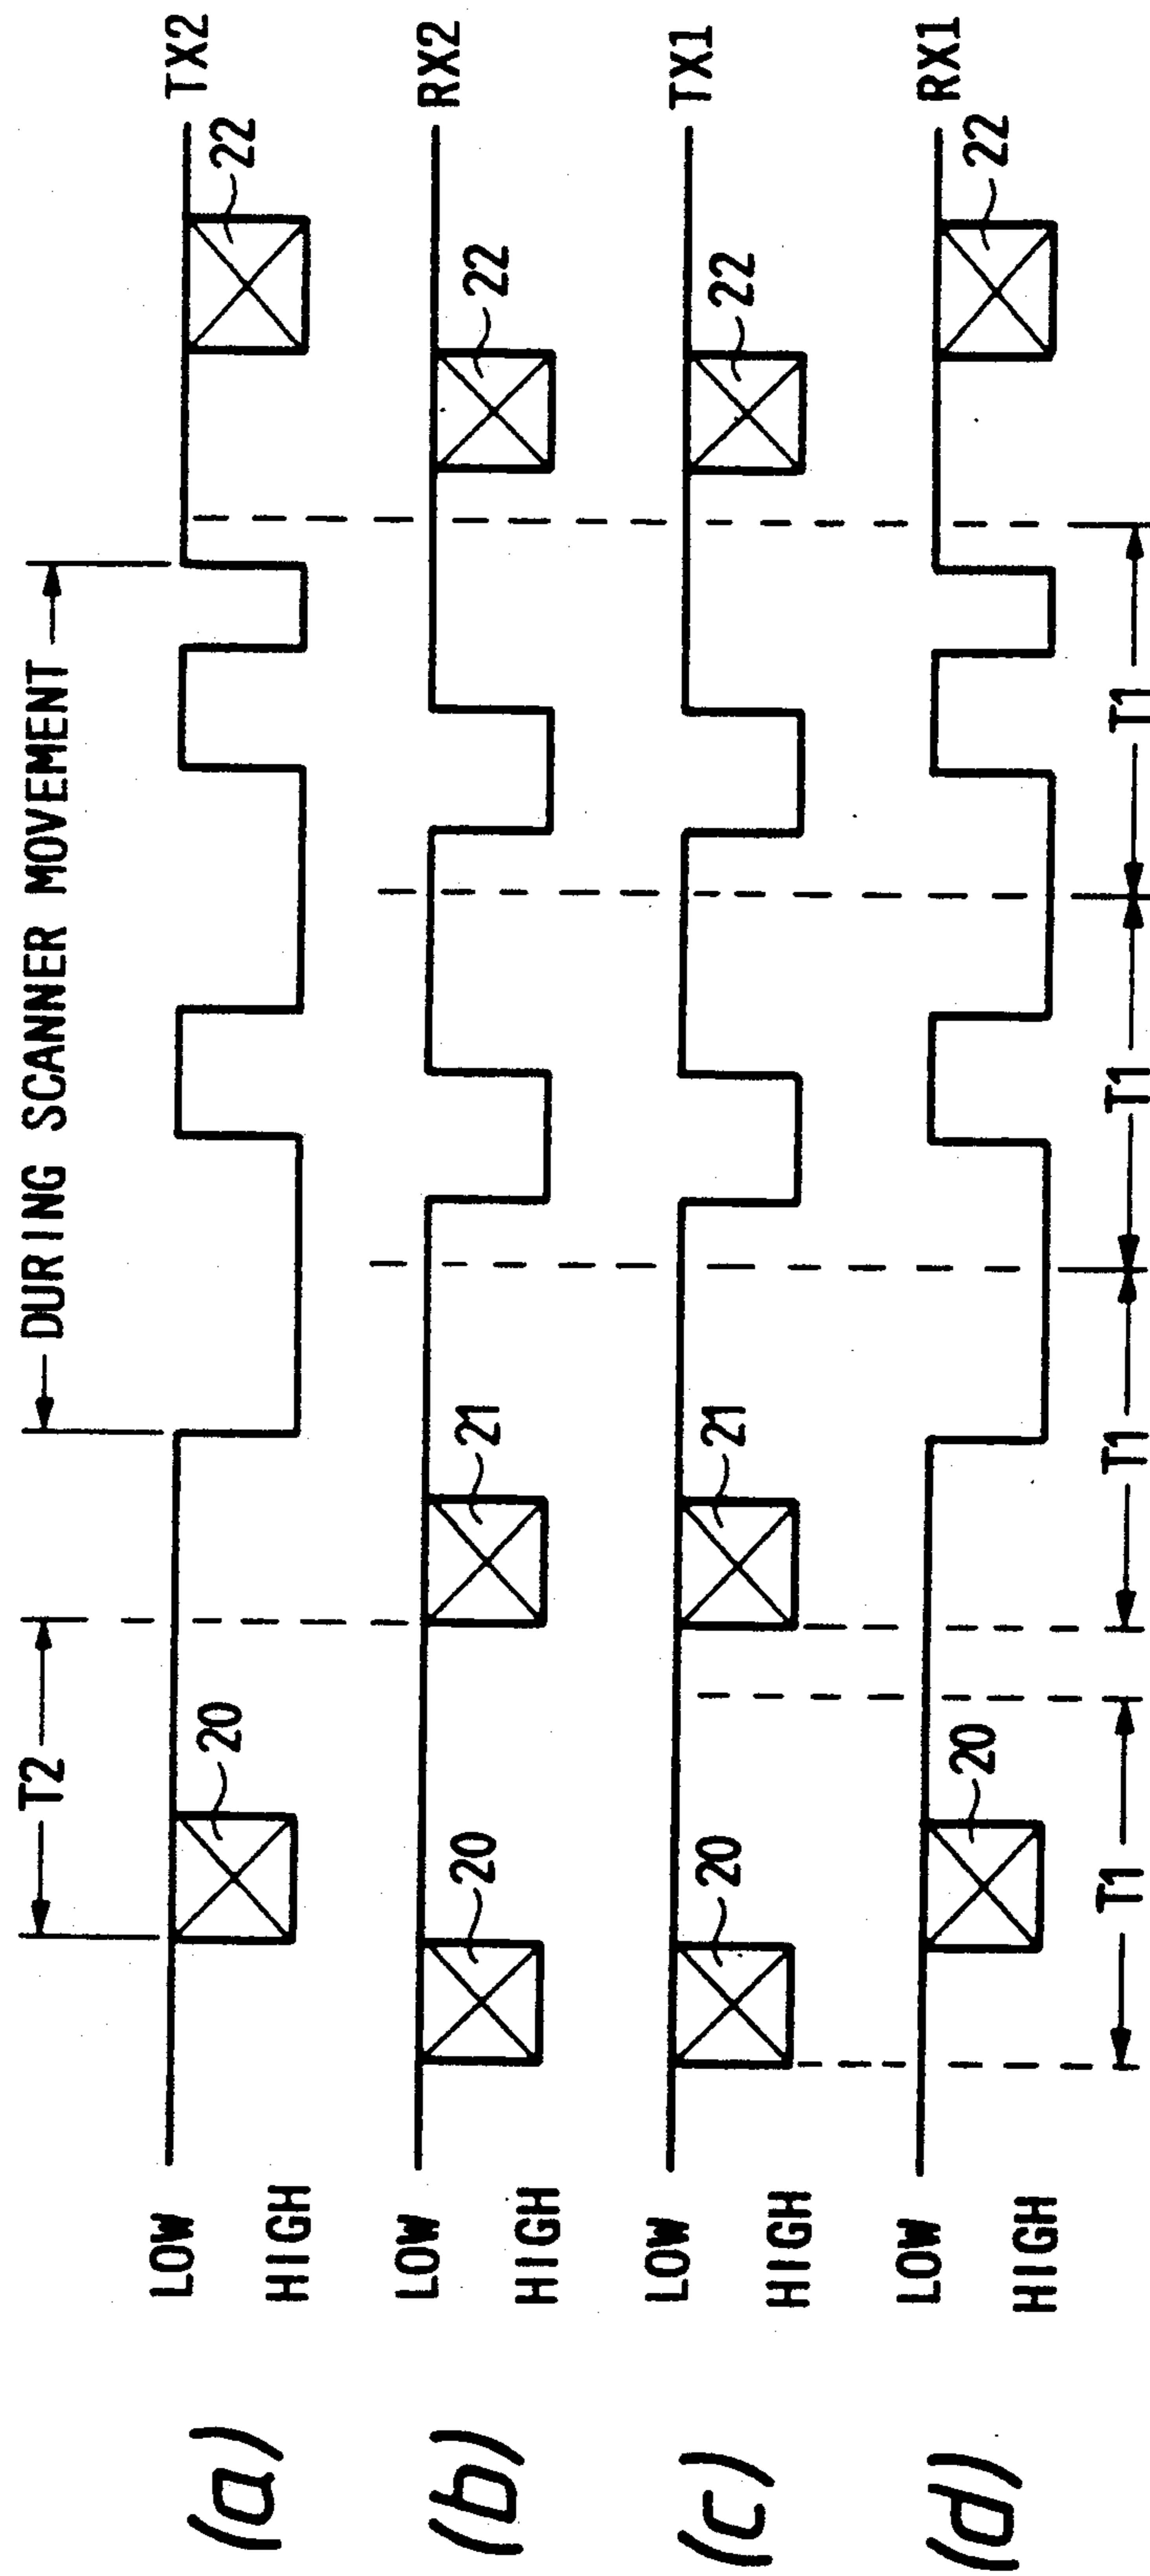 T2 DURING SCANNER MOVEMENT
(a) LOW TX2
HIGH 20 22
(b) LOW RX2
HIGH 20 21 22
(c) LOW TX1
HIGH 20 21 22
(d) LOW RX1
HIGH 20 22
T1 T1 T1 T1